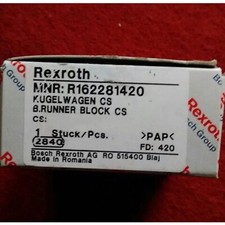 Rexroth
Bosch Group
MNR: R162281420
KUGELWAGEN CS
B.RUNNER BLOCK CS
CS:
1 Stuck/Pcs. >PAP<
2840 FD: 420
Bosch Rexroth AG RO 515400 Blaj
Made in Romania
Rexroth
Bosch Group